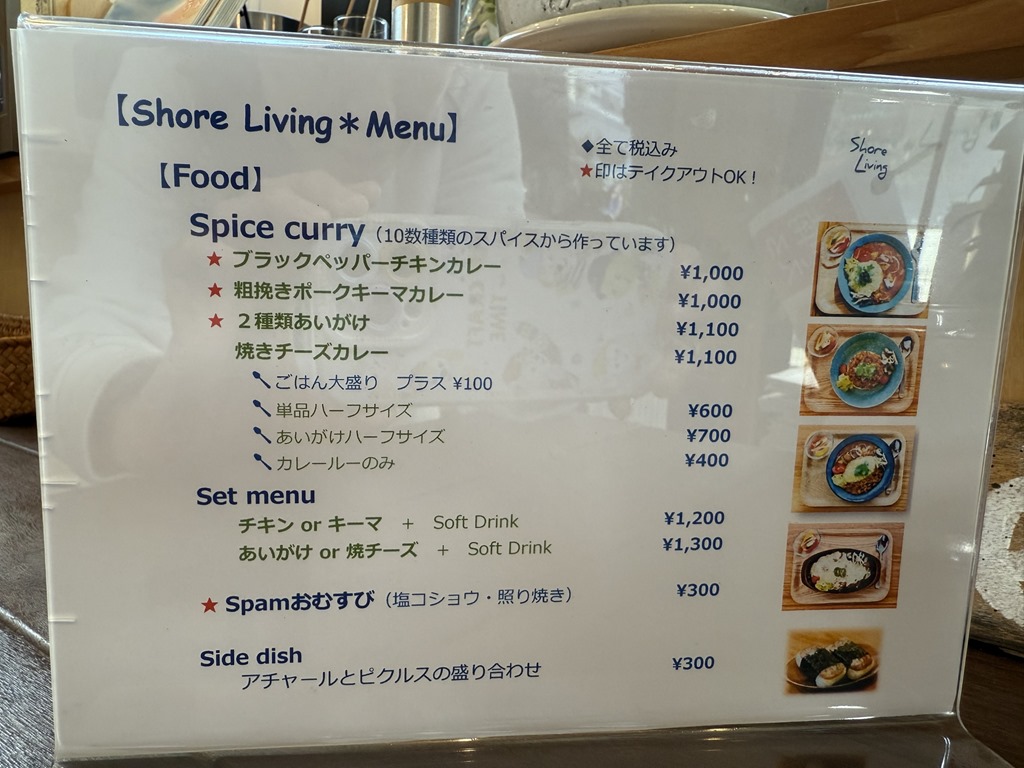 【Shore Living＊Menu】
◆全て税込み
★印はテイクアウトOK！
Shore
Living
【Food】
Spice curry（10数種類のスパイスから作っています）
★ ブラックペッパーチキンカレー ¥1,000
★ 粗挽きポークキーマカレー ¥1,000
★ ２種類あいがけ ¥1,100
焼きチーズカレー ¥1,100
ごはん大盛り　プラス ¥100
単品ハーフサイズ ¥600
あいがけハーフサイズ ¥700
カレールーのみ ¥400
Set menu
チキン or キーマ　+　Soft Drink ¥1,200
あいがけ or 焼チーズ　+　Soft Drink ¥1,300
★ Spamおむすび（塩コショウ・照り焼き） ¥300
Side dish
アチャールとピクルスの盛り合わせ ¥300